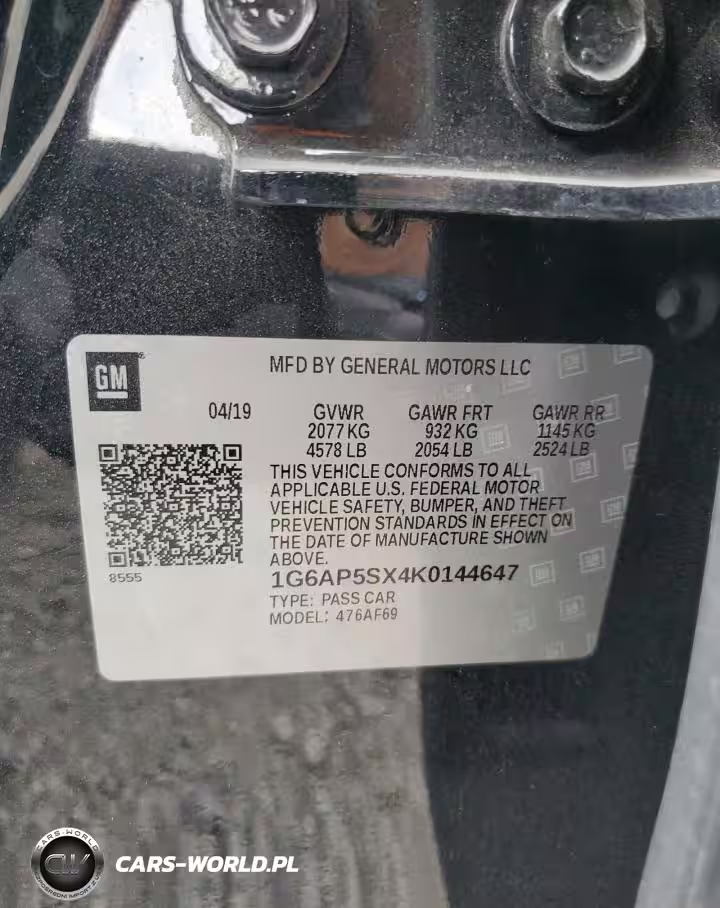 GM
MFD BY GENERAL MOTORS LLC
04/19 GVWR GAWR FRT GAWR RR
2077 KG 932 KG 1145 KG
4578 LB 2054 LB 2524 LB
THIS VEHICLE CONFORMS TO ALL
APPLICABLE U.S. FEDERAL MOTOR
VEHICLE SAFETY, BUMPER, AND THEFT
PREVENTION STANDARDS IN EFFECT ON
THE DATE OF MANUFACTURE SHOWN
ABOVE.
8555
1G6AP5SX4K0144647
TYPE: PASS CAR
MODEL: 476AF69
CARS-WORLD
CW
CARS-WORLD.PL